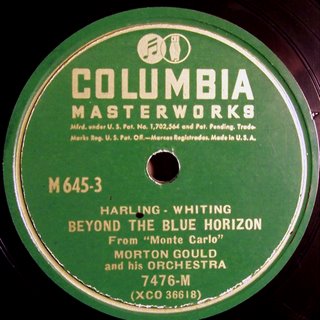 COLUMBIA
MASTERWORKS
Mfrd. under U. S. Pat. No. 1,702,564 and Pat. Pending. Trade-
Marks Reg. U. S. Pat. Off.—Marcas Registradas. Made in U. S. A.
M 645-3
HARLING - WHITING
BEYOND THE BLUE HORIZON
From "Monte Carlo"
MORTON GOULD
and his ORCHESTRA
7476-M
(XCO 36618)